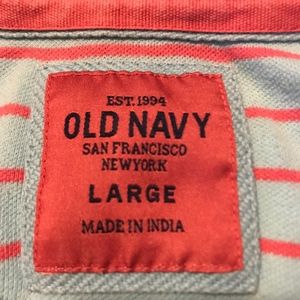 EST. 1994
OLD NAVY
SAN FRANCISCO
NEWYORK
LARGE
MADE IN INDIA